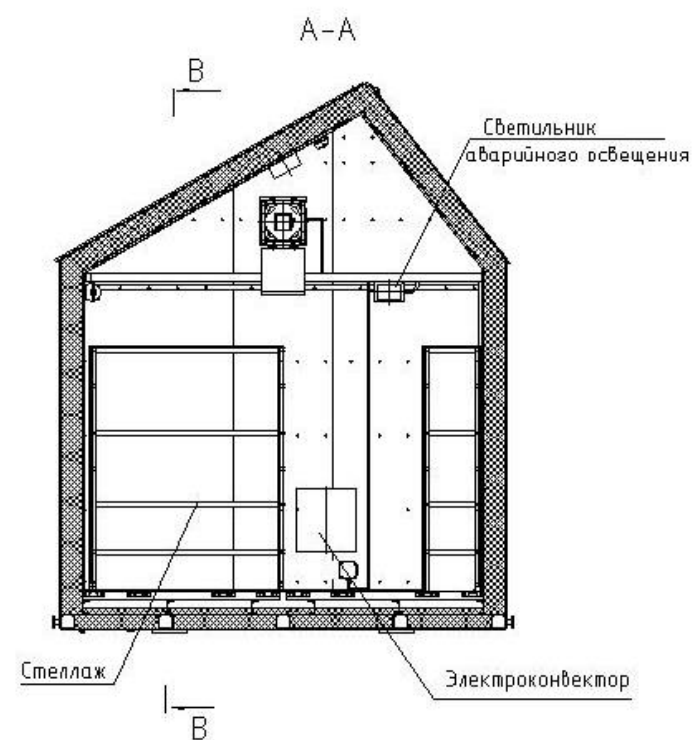 А-А
В
Светильник
аварийного освещения
Стеллаж
Электроконвектор
В